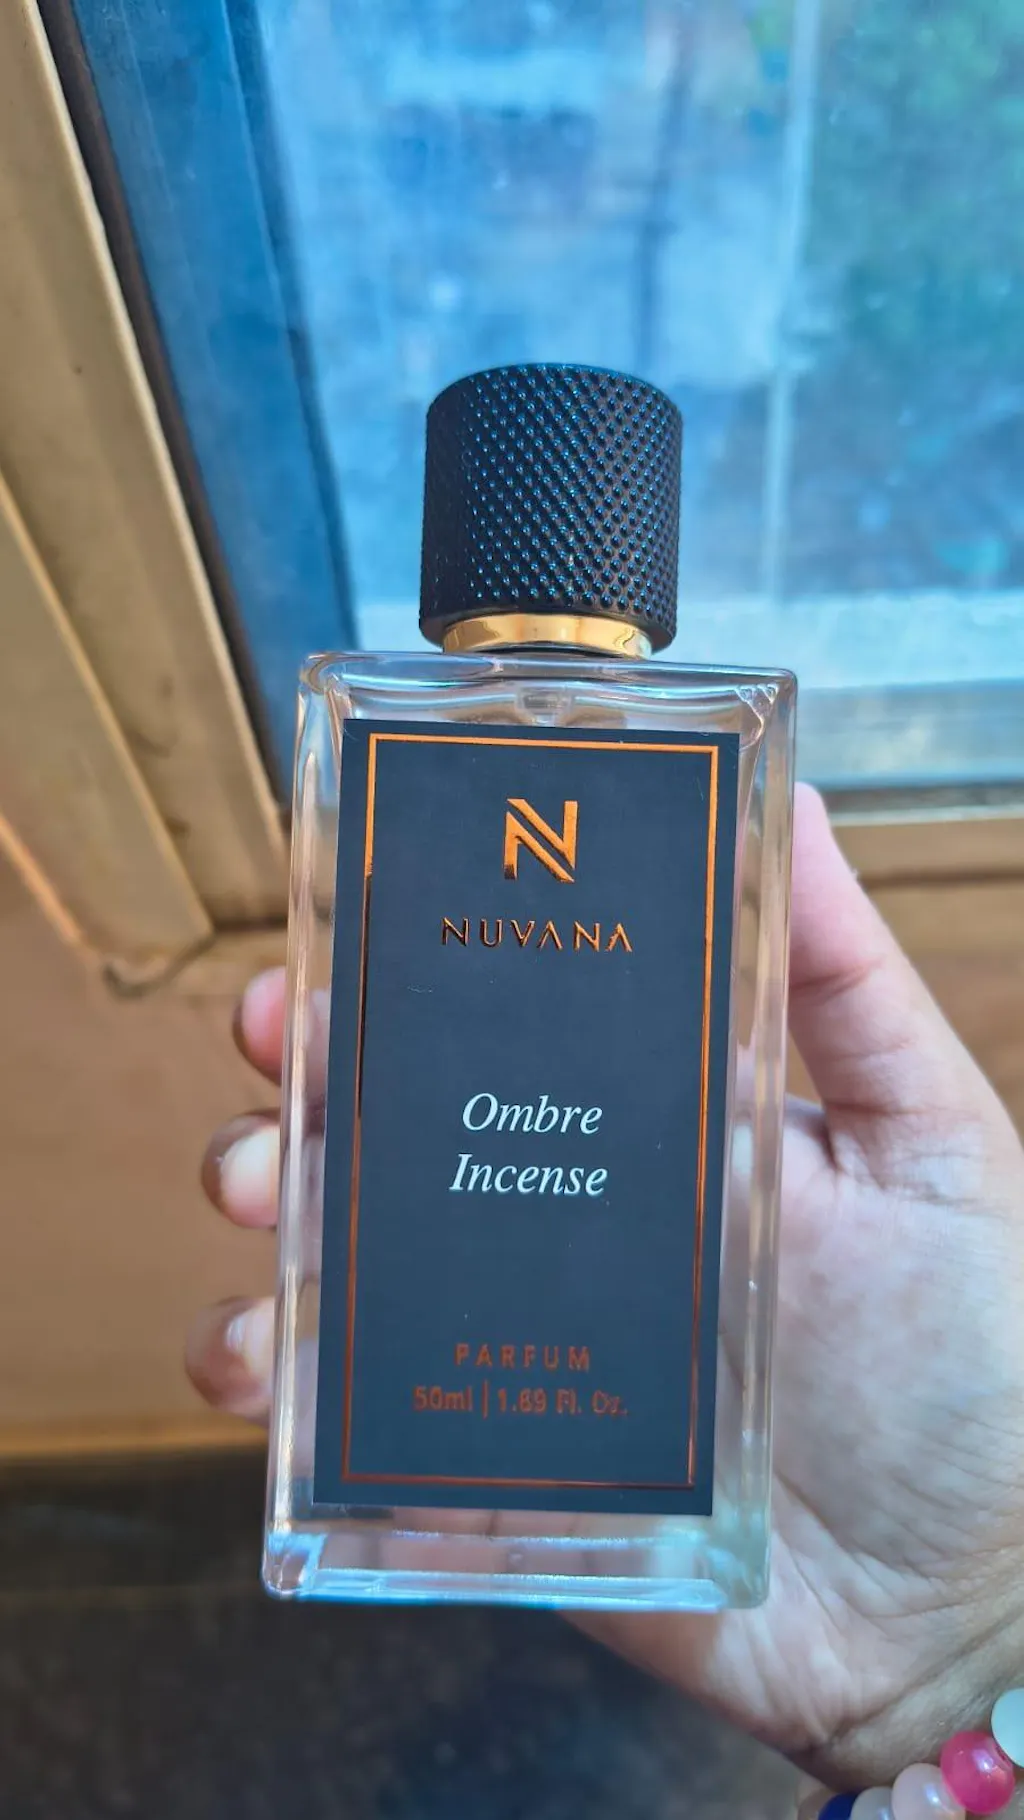 N
NUVANA
Ombre
Incense
PARFUM
50ml | 1.69 Fl. Oz.